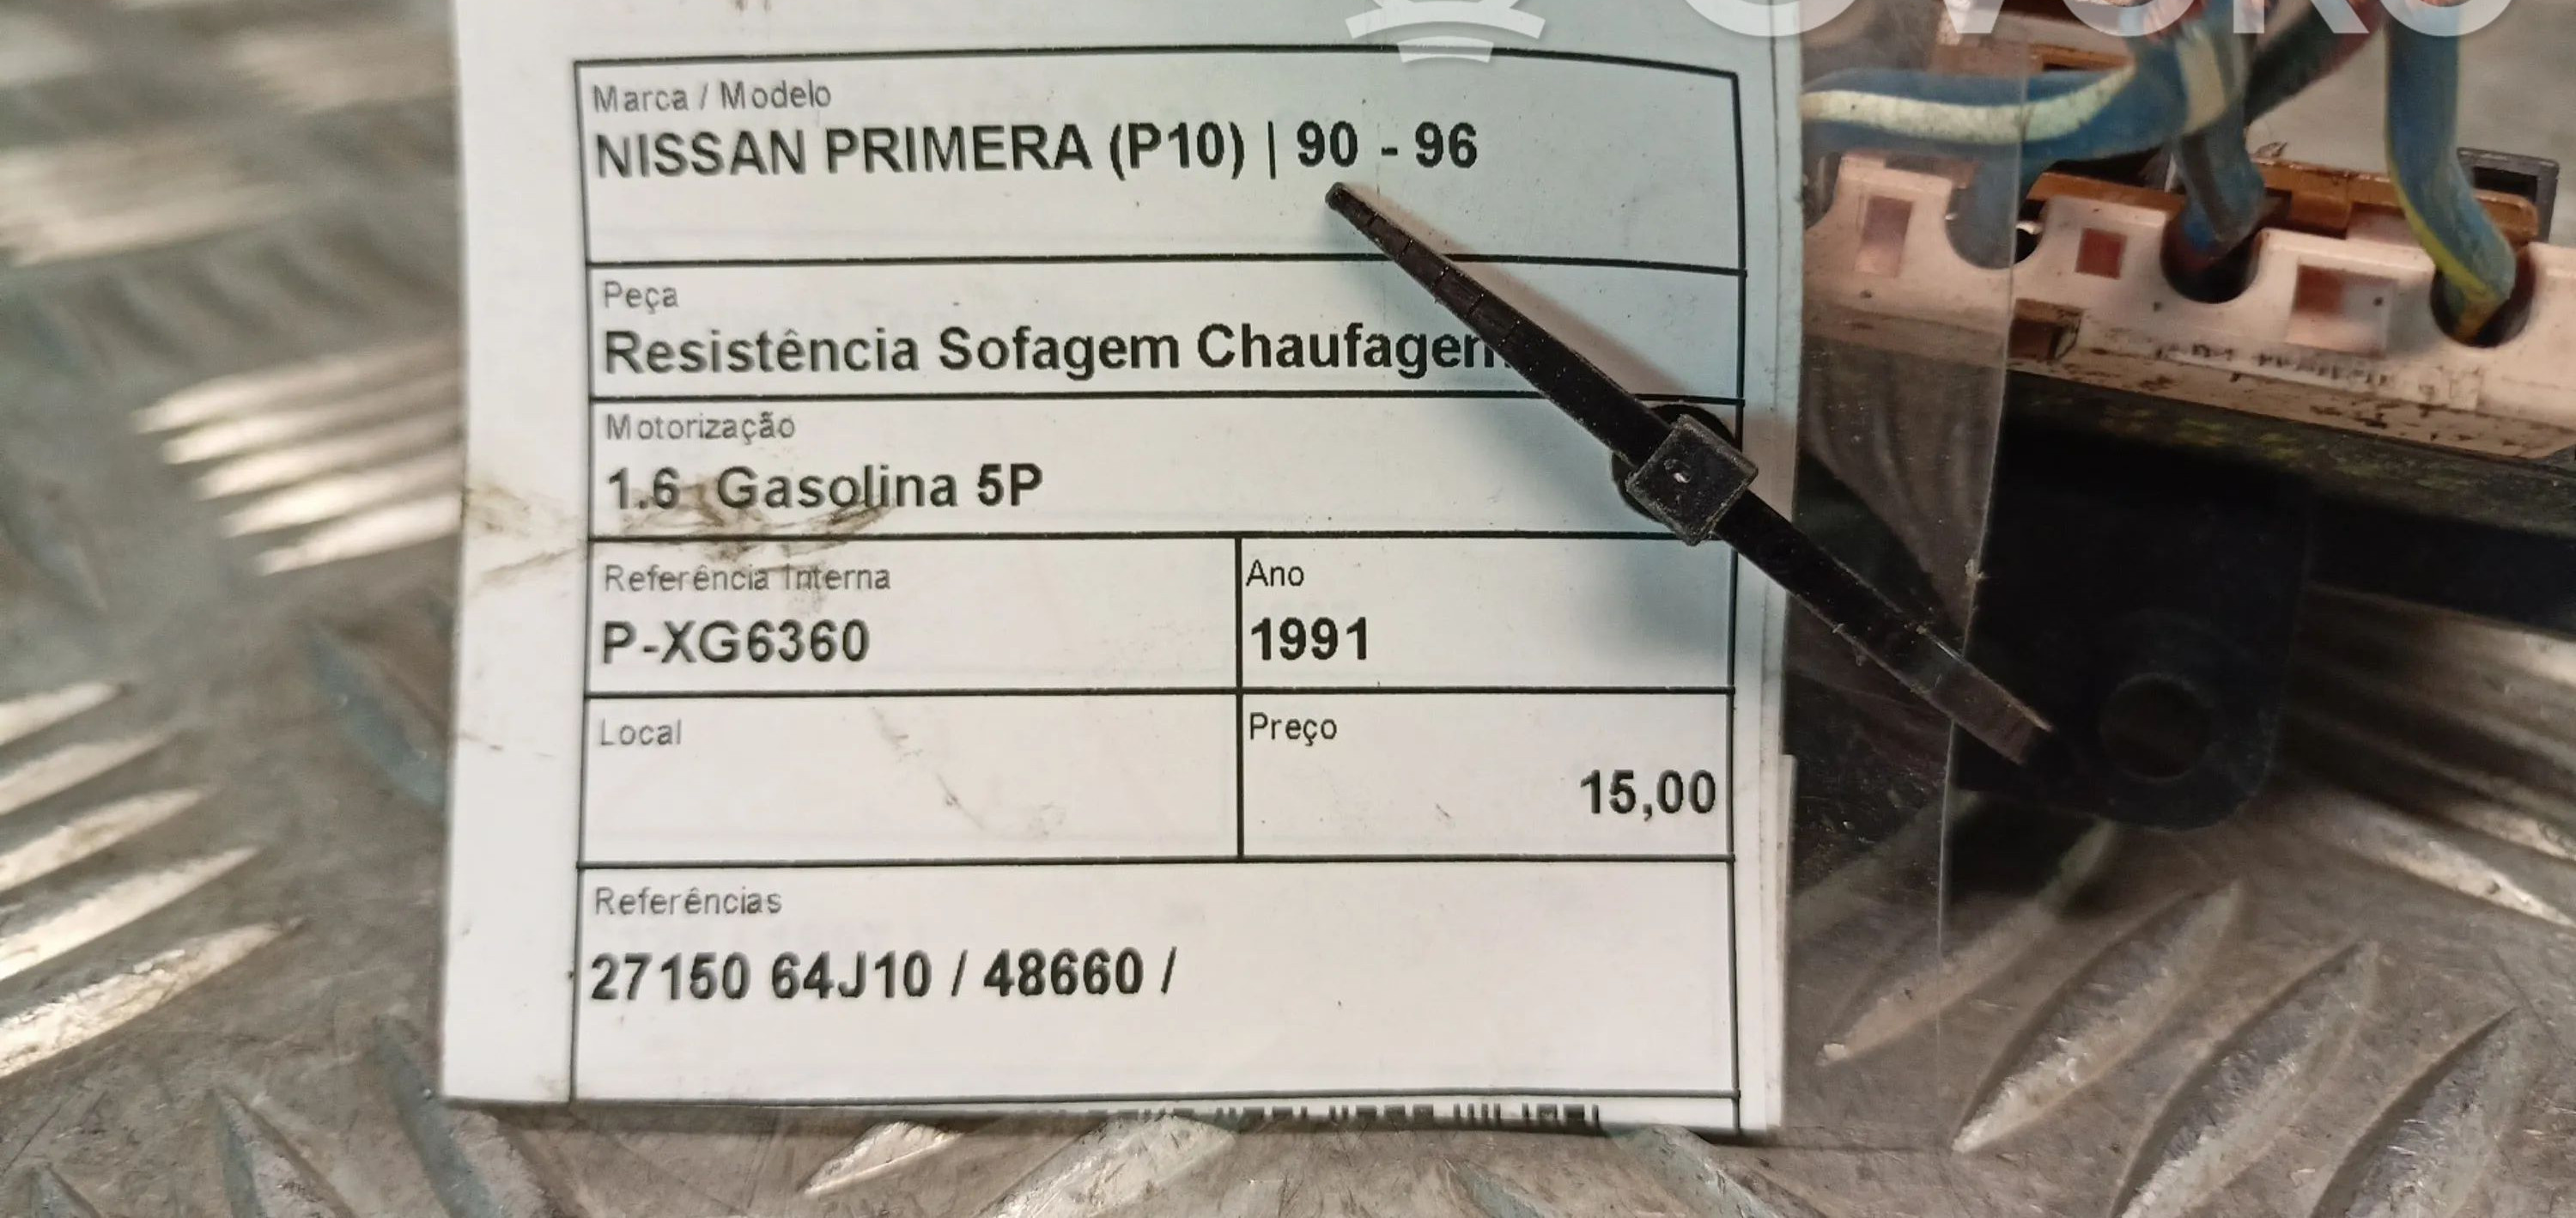 Marca / Modelo
NISSAN PRIMERA (P10) | 90 - 96
Peça
Resistência Sofagem Chaufagem
Motorização
1.6 Gasolina 5P
Referência Interna
P-XG6360
Ano
1991
Local
Preço
15,00
Referências
27150 64J10 / 48660 /